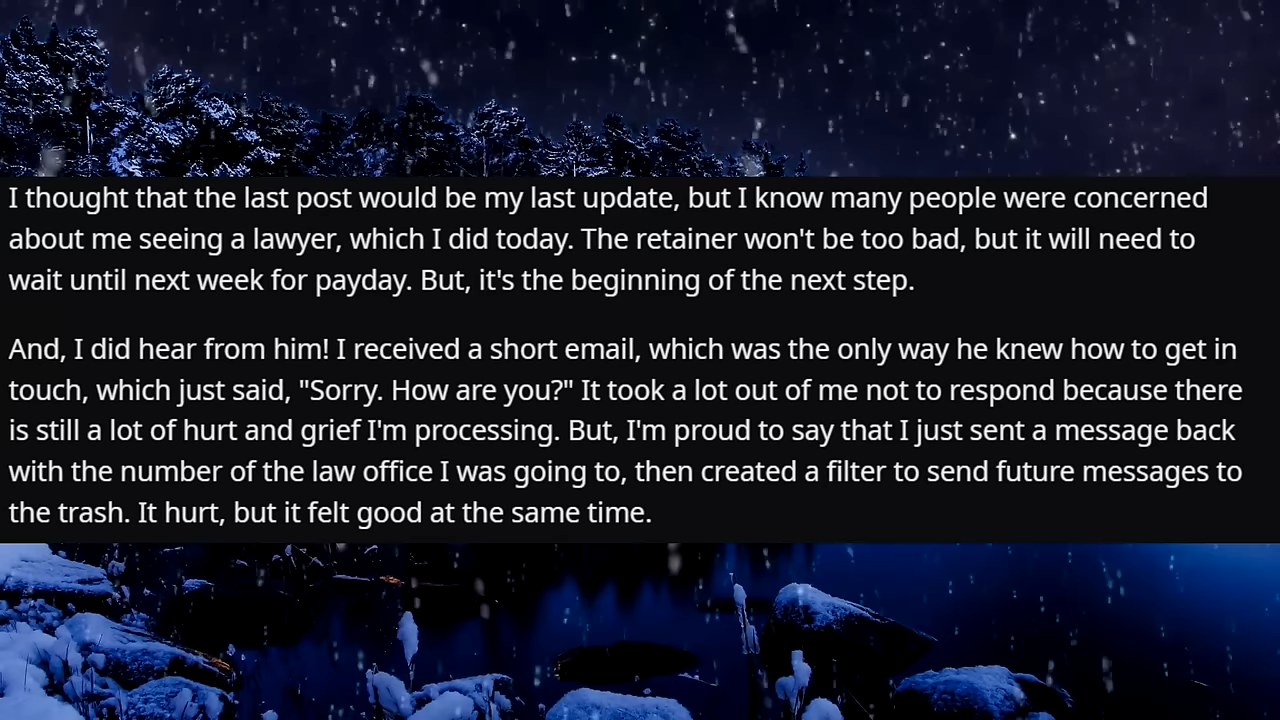 I thought that the last post would be my last update, but I know many people were concerned
about me seeing a lawyer, which I did today. The retainer won't be too bad, but it will need to
wait until next week for payday. But, it's the beginning of the next step.
And, I did hear from him! I received a short email, which was the only way he knew how to get in
touch, which just said, "Sorry. How are you?" It took a lot out of me not to respond because there
is still a lot of hurt and grief I'm processing. But, I'm proud to say that I just sent a message back
with the number of the law office I was going to, then created a filter to send future messages to
the trash. It hurt, but it felt good at the same time.